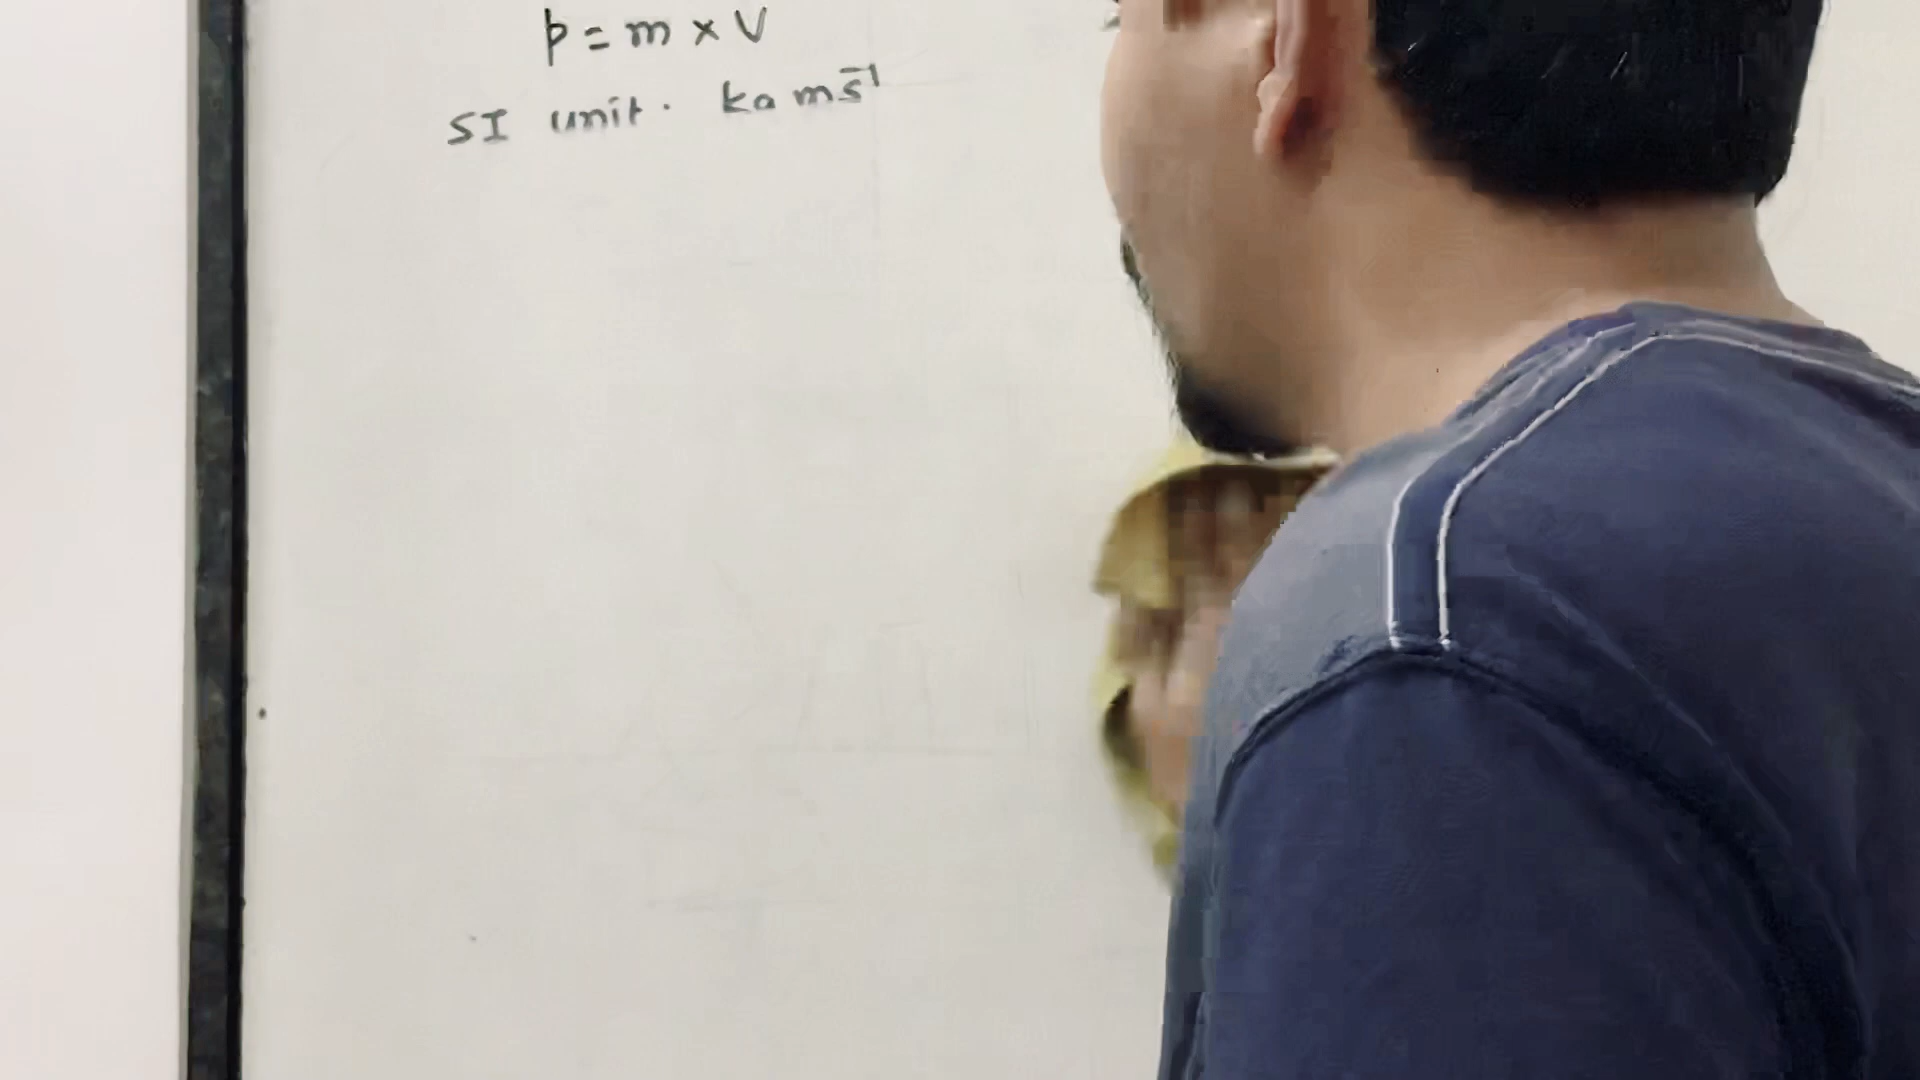 p = m × v
SI unit. kg ms⁻¹